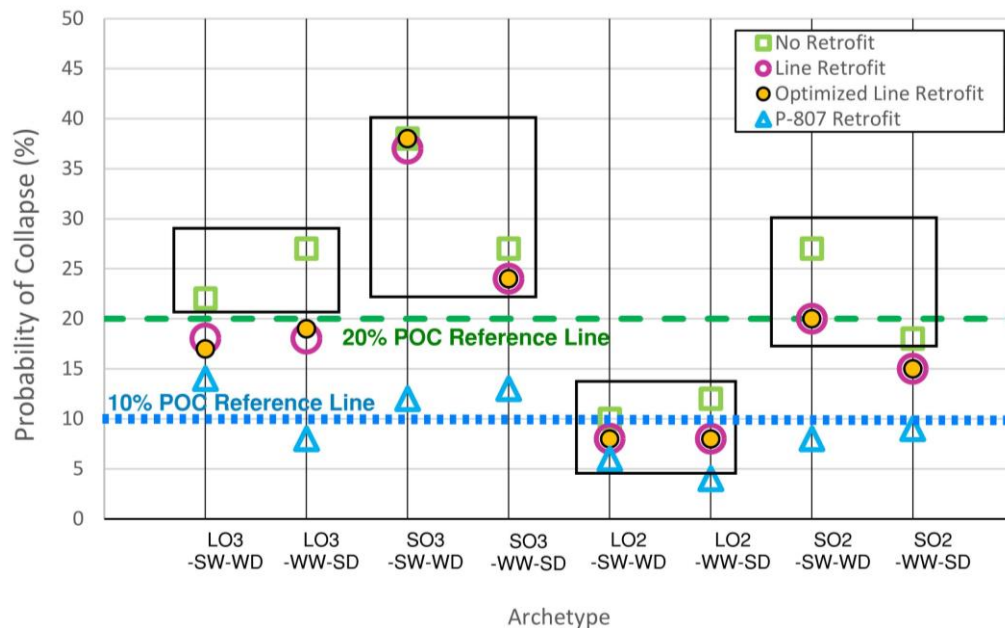 50
45
40
35
30
25
20
15
10
5
0
Probability of Collapse (%)
No Retrofit
Line Retrofit
Optimized Line Retrofit
P-807 Retrofit
20% POC Reference Line
10% POC Reference Line
LO3
-SW-WD
LO3
-WW-SD
SO3
-SW-WD
SO3
-WW-SD
LO2
-SW-WD
LO2
-WW-SD
SO2
-SW-WD
SO2
-WW-SD
Archetype